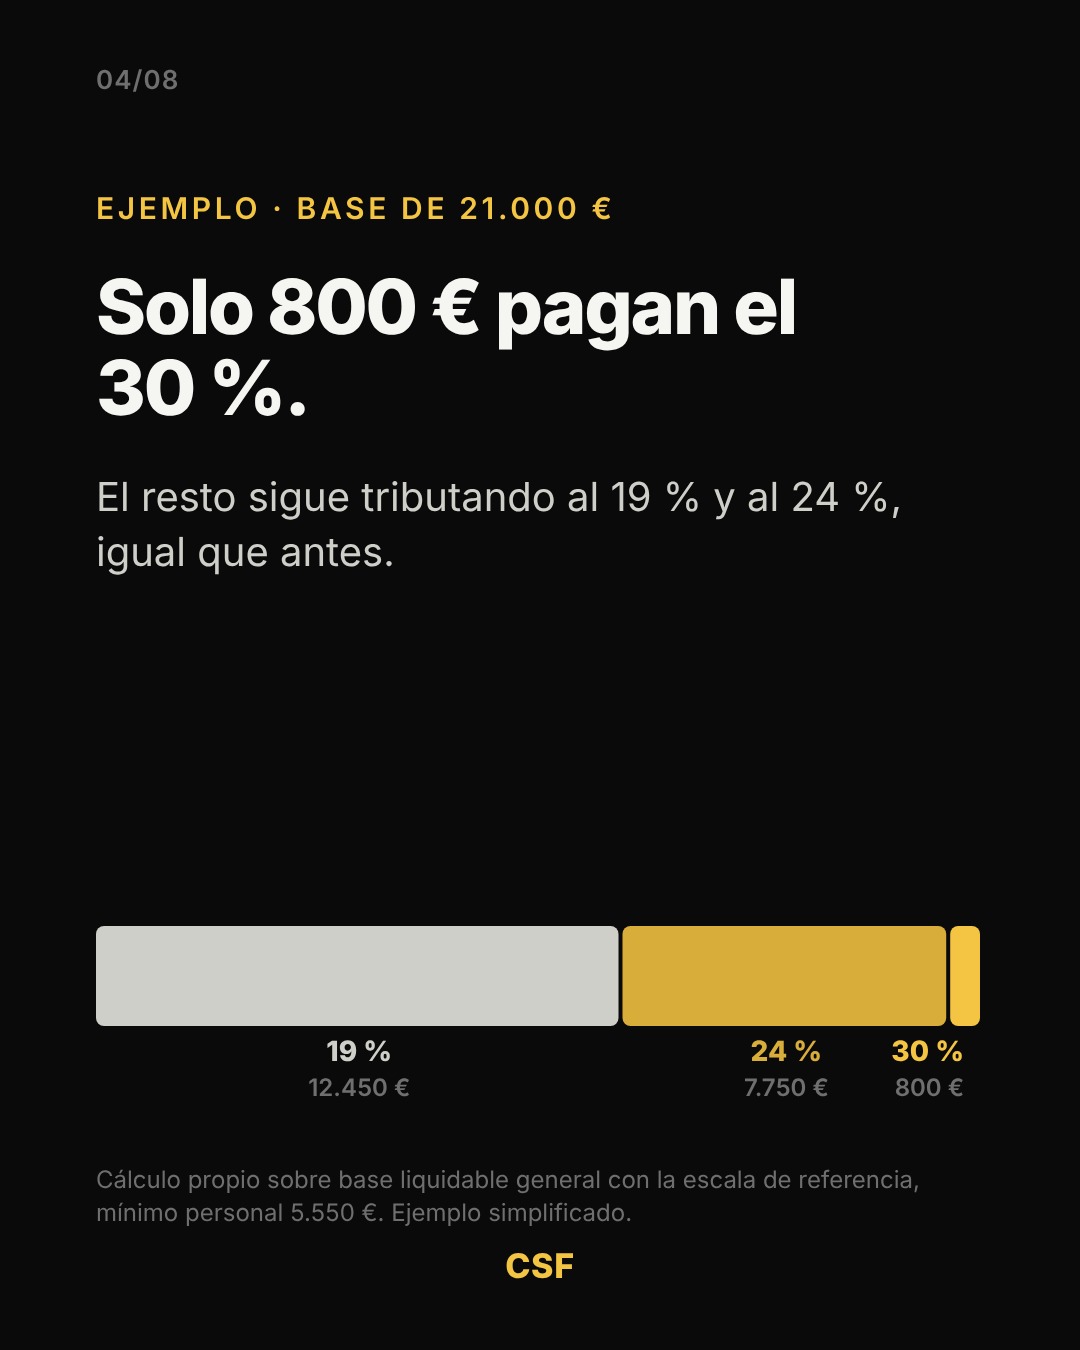 04/08
EJEMPLO · BASE DE 21.000 €
Solo 800 € pagan el
30 %.
El resto sigue tributando al 19 % y al 24 %,
igual que antes.
19 % 24 % 30 %
12.450 € 7.750 € 800 €
Cálculo propio sobre base liquidable general con la escala de referencia,
mínimo personal 5.550 €. Ejemplo simplificado.
CSF